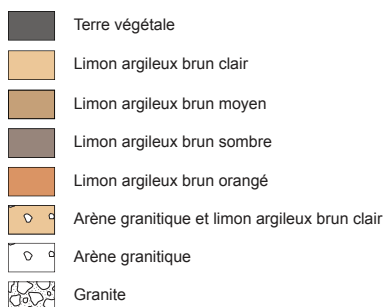 Terre végétale
Limon argileux brun clair
Limon argileux brun moyen
Limon argileux brun sombre
Limon argileux brun orangé
Arène granitique et limon argileux brun clair
Arène granitique
Granite